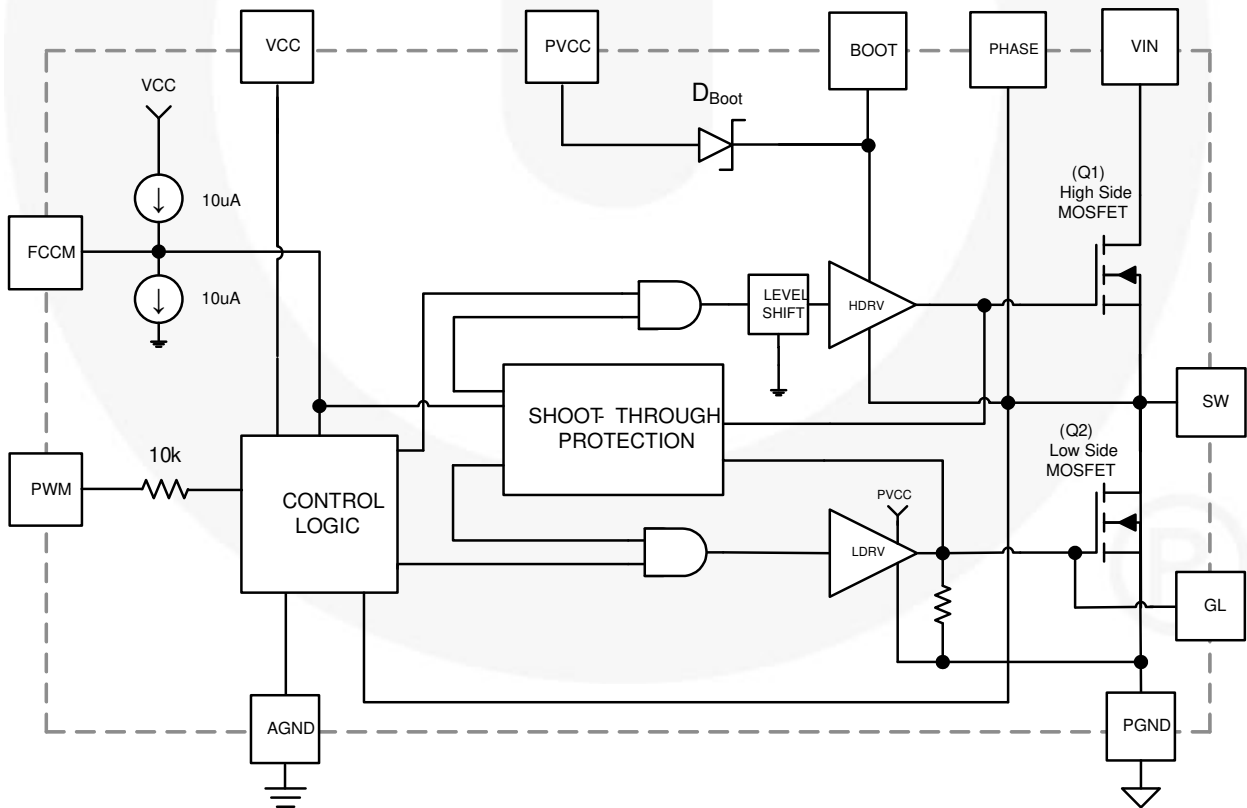 VCC
PVCC
BOOT
PHASE
VIN
VCC
DBoot
10uA
(Q1)
High Side
MOSFET
FCCM
10uA
LEVEL
SHIFT
HDRV
SHOOT- THROUGH
PROTECTION
SW
(Q2)
Low Side
MOSFET
10k
PWM
CONTROL
LOGIC
PVCC
LDRV
GL
AGND
PGND
®